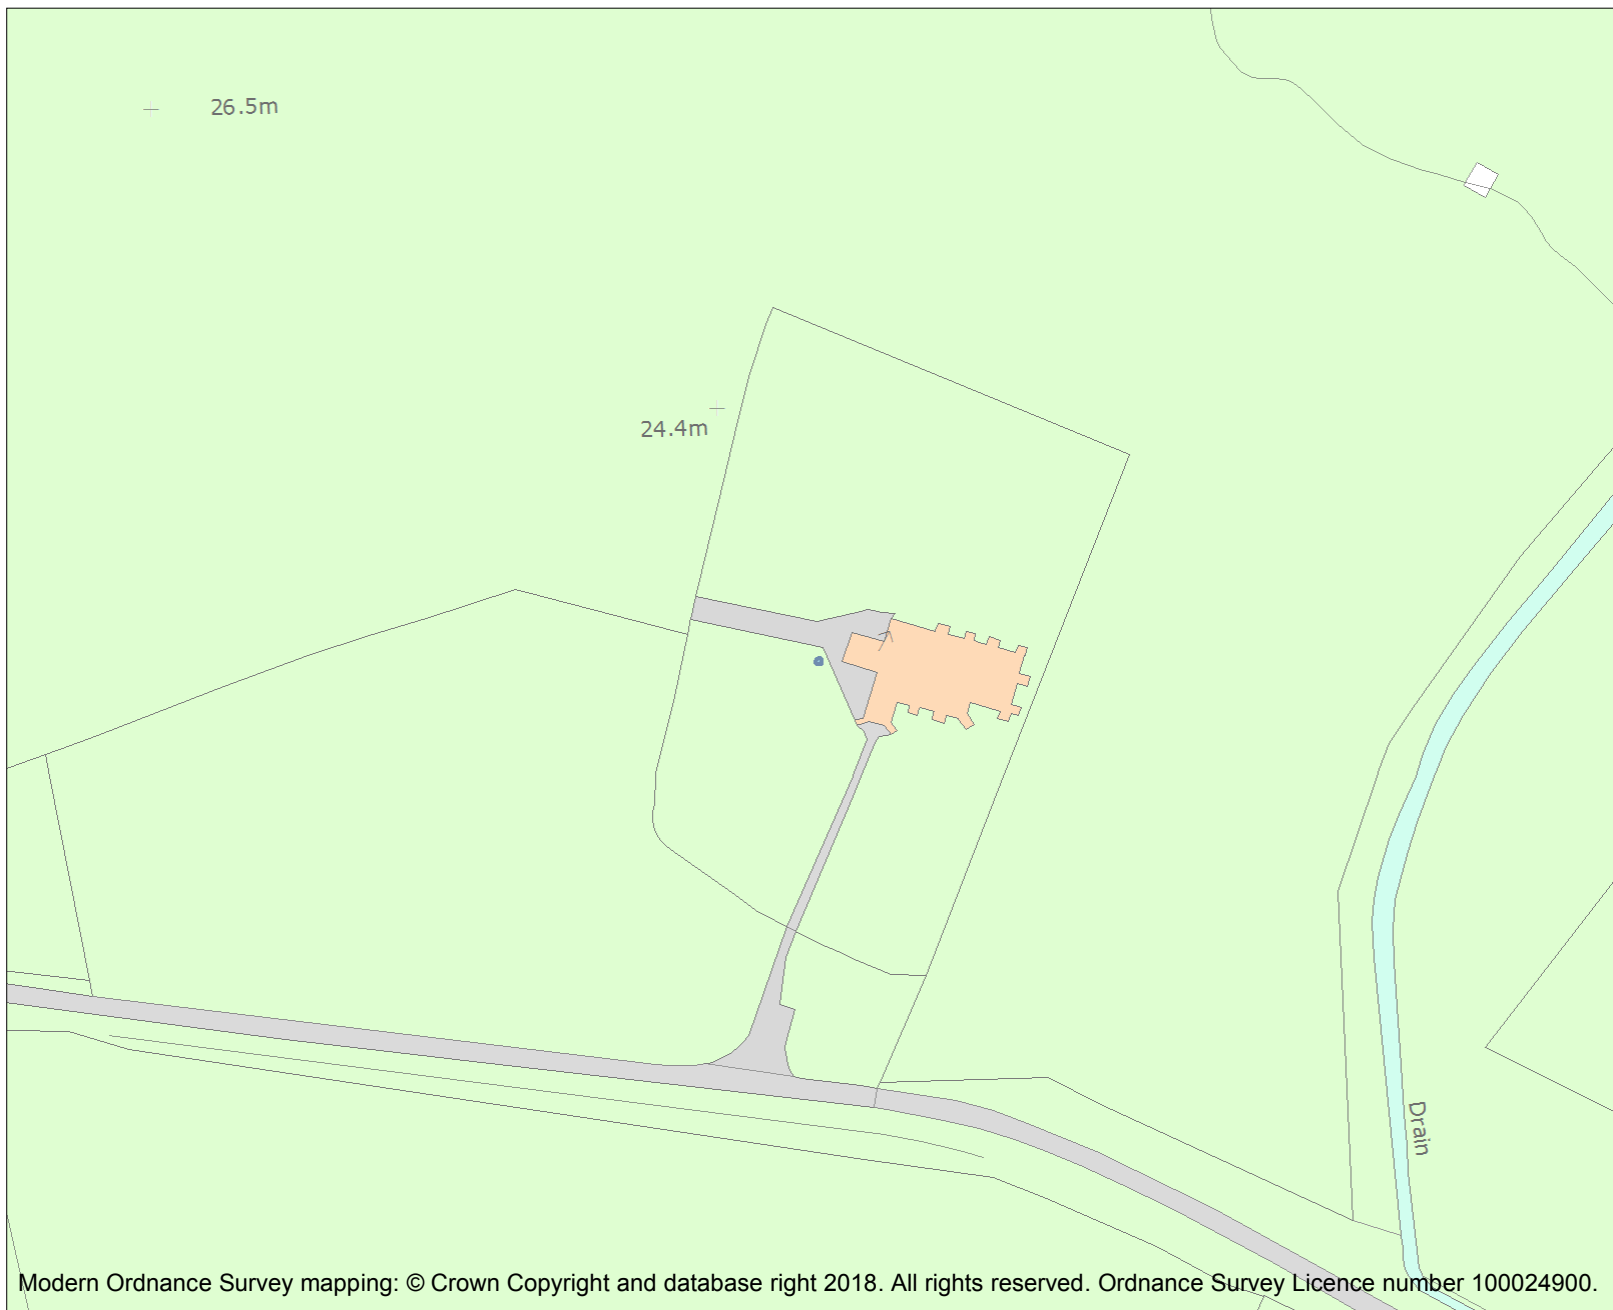 26.5m
24.4m
Drain
Modern Ordnance Survey mapping: © Crown Copyright and database right 2018. All rights reserved. Ordnance Survey Licence number 100024900.